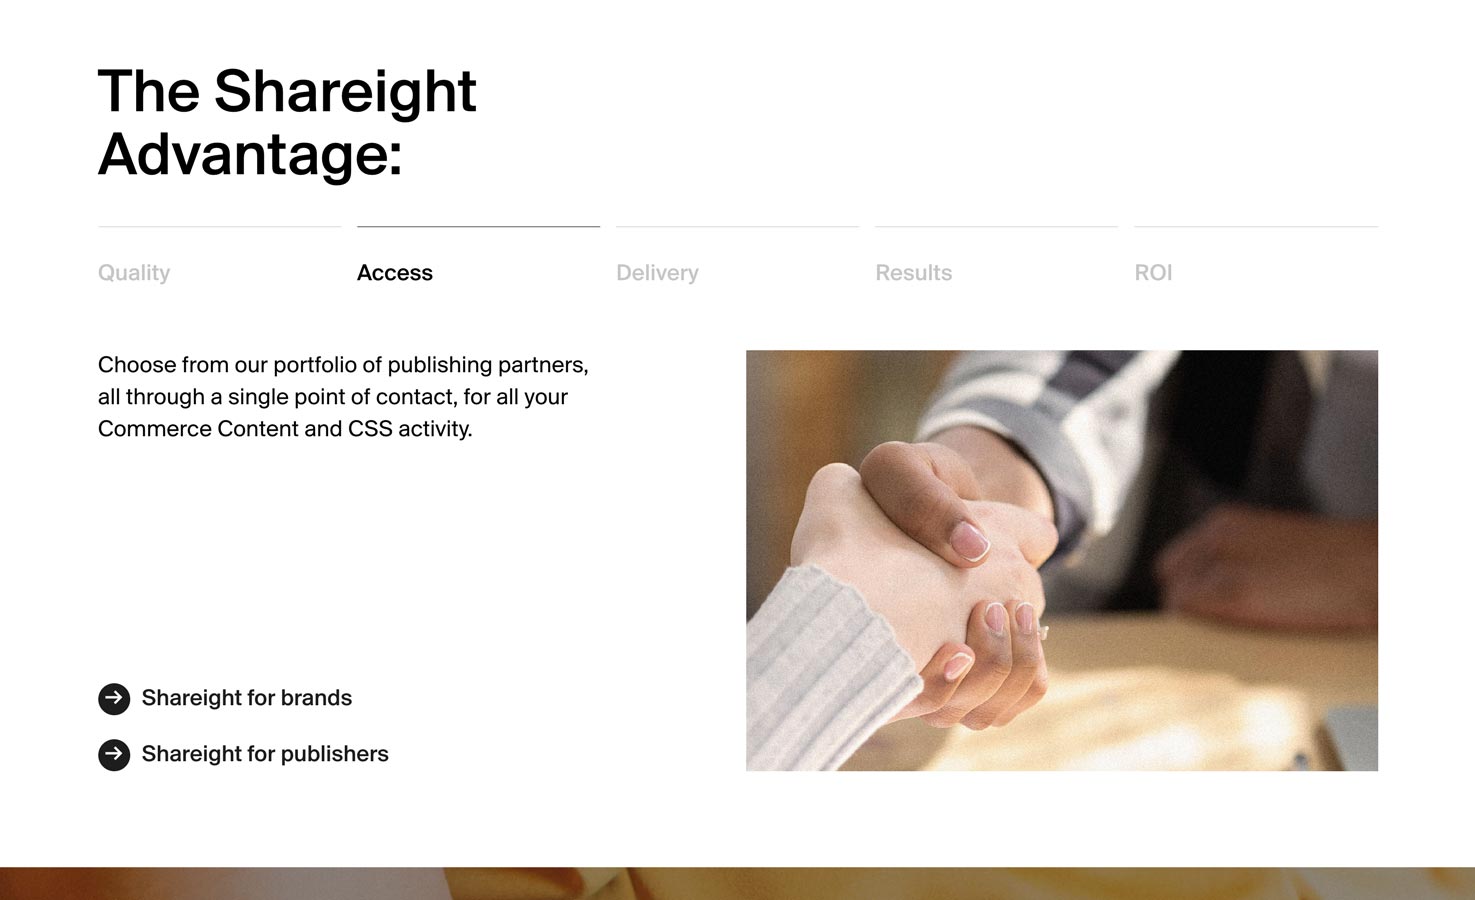 The Shareight
Advantage:
Quality
Access
Delivery
Results
ROI
Choose from our portfolio of publishing partners,
all through a single point of contact, for all your
Commerce Content and CSS activity.
Shareight for brands
Shareight for publishers